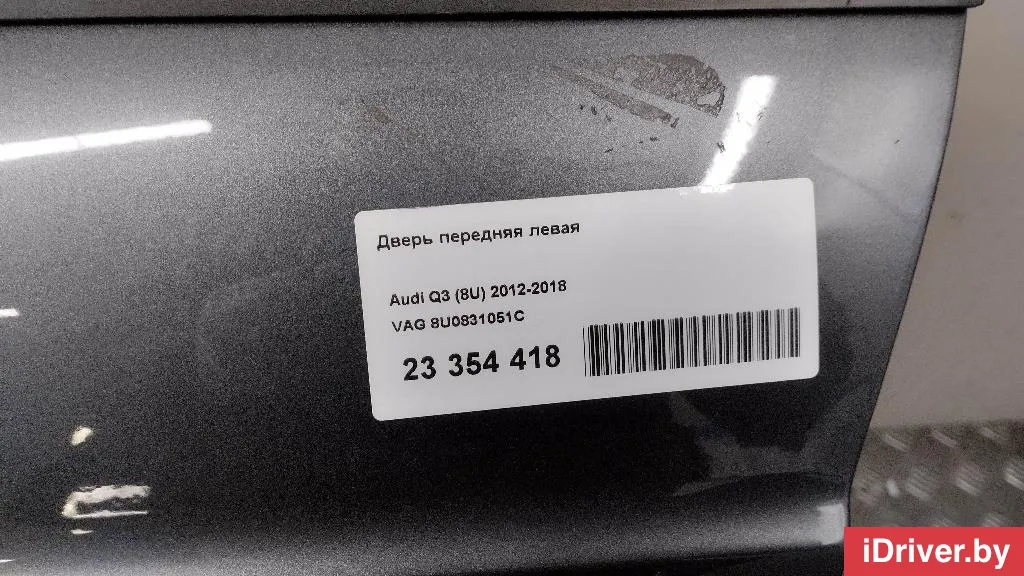 Дверь передняя левая
Audi Q3 (8U) 2012-2018
VAG 8U0831051C
23 354 418
iDriver.by